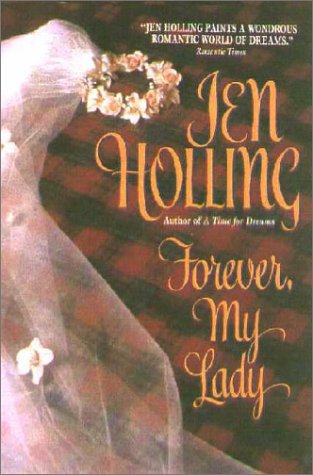 "JEN HOLLING PAINTS A WONDROUS
ROMANTIC WORLD OF DREAMS."
Romantic Times
JEN
HOLLING
Author of A Time for Dreams
Forever,
My
Lady